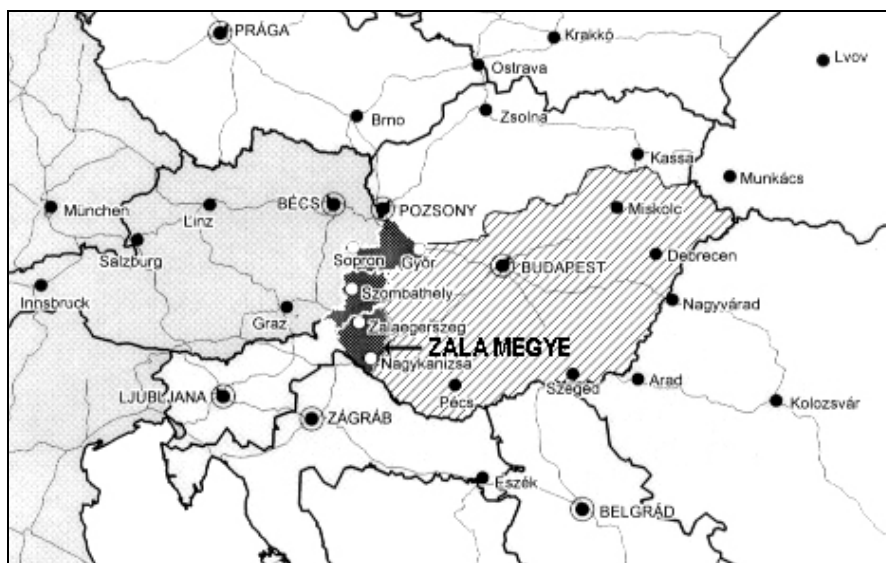 PRÁGA
Krakkó
Lvov
Ostrava
Brno
Zsolna
Kassa
Munkács
München
Linz
BÉCS
POZSONY
Miskolc
Salzburg
Sopron
Győr
BUDAPEST
Debrecen
Innsbruck
Szombathely
Nagyvárad
Graz
Zalaegerszeg
ZALA MEGYE
Nagykanizsa
LJUBLJANA
Pécs
Szeged
Arad
Kolozsvár
ZÁGRÁB
Eszék
BELGRÁD